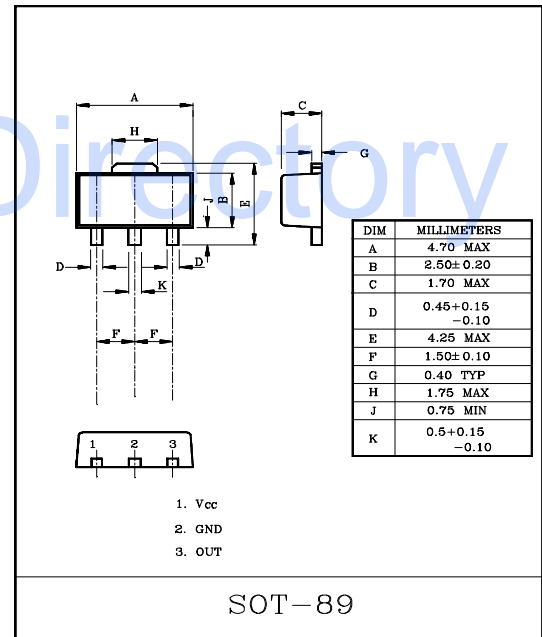 A
H
C
G
J
B
E
D
D
K
F
F
DIM MILLIMETERS
A 4.70 MAX
B 2.50±0.20
C 1.70 MAX
D 0.45+0.15
-0.10
E 4.25 MAX
F 1.50±0.10
G 0.40 TYP
H 1.75 MAX
J 0.75 MIN
K 0.5+0.15
-0.10
1 2 3
1. Vcc
2. GND
3. OUT
SOT-89
Directory